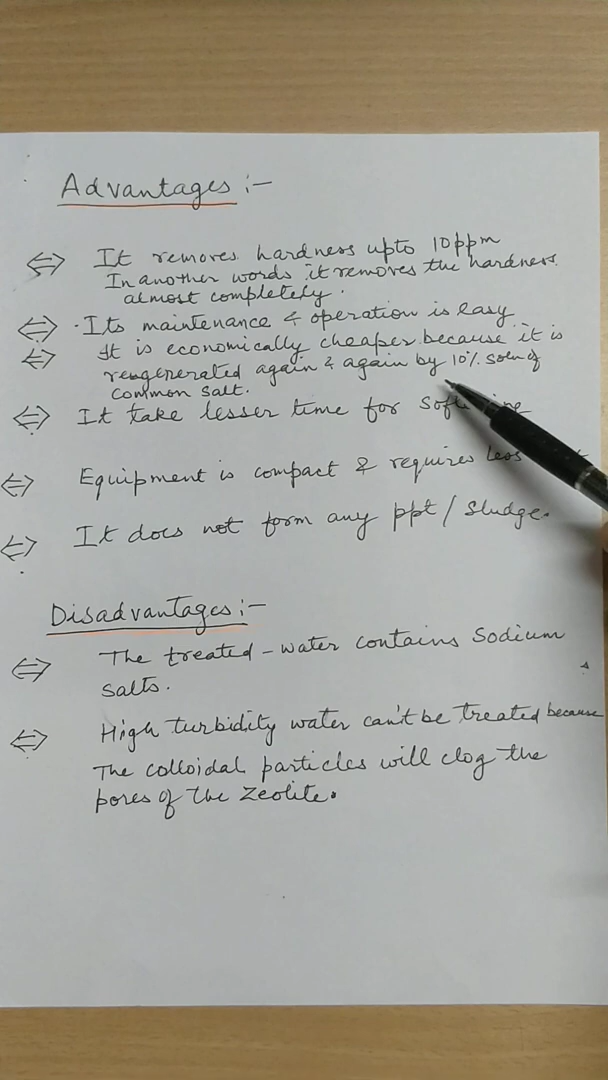 Advantages :-
It removes hardness upto 10ppm
In another words it removes the hardness
almost completely.
Its maintenance & operation is easy
It is economically cheaper because it is
regenerated again & again by 10% soln of
common salt.
It take lesser time for
Equipment is compact & requires less
It does not form any ppt / sludge.
Disadvantages :-
The treated - water contains Sodium
salts.
High turbidity water can't be treated because
The colloidal particles will clog the
pores of the Zeolite.